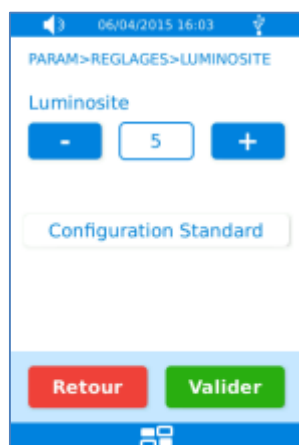 06/04/2015 16:03
PARAM>REGLAGES>LUMINOSITE
Luminosite
- 5 +
Configuration Standard
Retour Valider